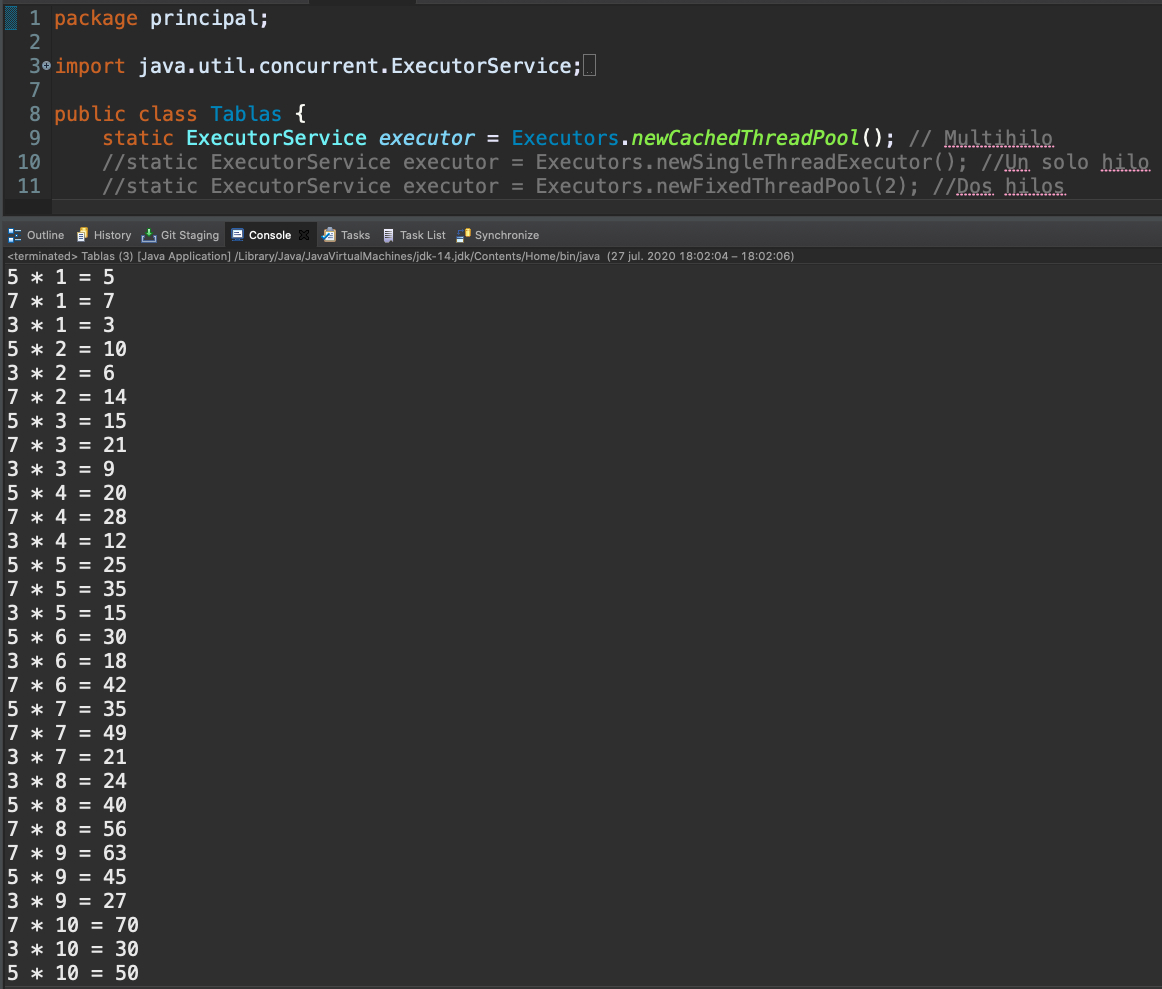 1 package principal;
2
3 import java.util.concurrent.ExecutorService;
7
8 public class Tablas {
9 static ExecutorService executor = Executors.newCachedThreadPool(); // Multihilo
10 //static ExecutorService executor = Executors.newSingleThreadExecutor(); //Un solo hilo
11 //static ExecutorService executor = Executors.newFixedThreadPool(2); //Dos hilos
Outline History Git Staging Console Tasks Task List Synchronize
<terminated> Tablas (3) [Java Application] /Library/Java/JavaVirtualMachines/jdk-14.jdk/Contents/Home/bin/java (27 jul. 2020 18:02:04 – 18:02:06)
5 * 1 = 5
7 * 1 = 7
3 * 1 = 3
5 * 2 = 10
3 * 2 = 6
7 * 2 = 14
5 * 3 = 15
7 * 3 = 21
3 * 3 = 9
5 * 4 = 20
7 * 4 = 28
3 * 4 = 12
5 * 5 = 25
7 * 5 = 35
3 * 5 = 15
5 * 6 = 30
3 * 6 = 18
7 * 6 = 42
5 * 7 = 35
7 * 7 = 49
3 * 7 = 21
3 * 8 = 24
5 * 8 = 40
7 * 8 = 56
7 * 9 = 63
5 * 9 = 45
3 * 9 = 27
7 * 10 = 70
3 * 10 = 30
5 * 10 = 50